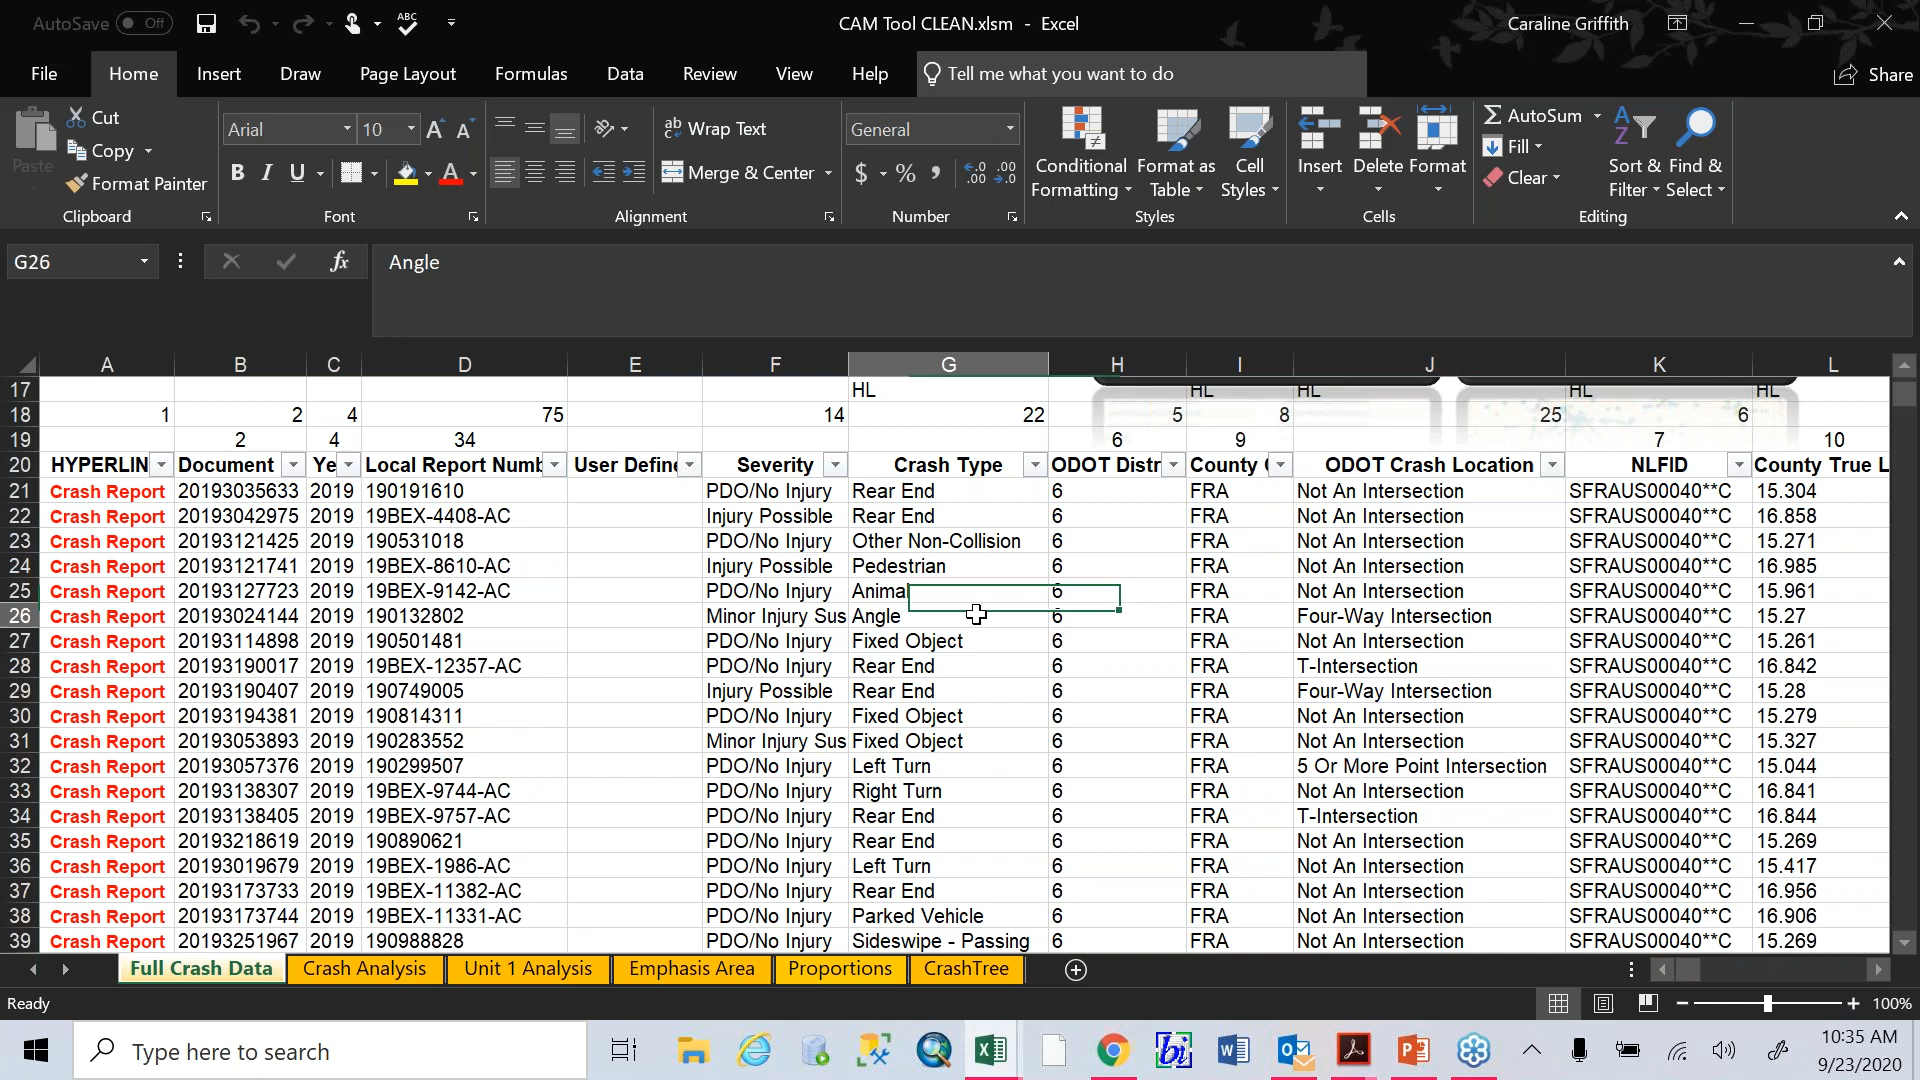 AutoSave Off
ABC
CAM Tool CLEAN.xlsm - Excel
Caraline Griffith
File Home Insert Draw Page Layout Formulas Data Review View Help Tell me what you want to do Share
Paste
Cut
Copy
Format Painter
Clipboard
Arial 10
B I U
Font
Wrap Text
Merge & Center
Alignment
General
$ % ,
Number
Conditional Formatting
Format as Table
Cell Styles
Styles
Insert Delete Format
Cells
AutoSum
Fill
Clear
Sort & Filter
Find & Select
Editing
G26 fx Angle
A B C D E F G H I J K L
17 HL HL HL HL HL
18 1 2 4 75 14 22 5 8 25 6
19 2 4 34 6 9 7 10
20 HYPERLIN Document Ye Local Report Numb User Define Severity Crash Type ODOT Distr County ODOT Crash Location NLFID County True L
21 Crash Report 20193035633 2019 190191610 PDO/No Injury Rear End 6 FRA Not An Intersection SFRAUS00040**C 15.304
22 Crash Report 20193042975 2019 19BEX-4408-AC Injury Possible Rear End 6 FRA Not An Intersection SFRAUS00040**C 16.858
23 Crash Report 20193121425 2019 190531018 PDO/No Injury Other Non-Collision 6 FRA Not An Intersection SFRAUS00040**C 15.271
24 Crash Report 20193121741 2019 19BEX-8610-AC Injury Possible Pedestrian 6 FRA Not An Intersection SFRAUS00040**C 16.985
25 Crash Report 20193127723 2019 19BEX-9142-AC PDO/No Injury Animal 6 FRA Not An Intersection SFRAUS00040**C 15.961
26 Crash Report 20193024144 2019 190132802 Minor Injury Sus Angle 6 FRA Four-Way Intersection SFRAUS00040**C 15.27
27 Crash Report 20193114898 2019 190501481 PDO/No Injury Fixed Object 6 FRA Not An Intersection SFRAUS00040**C 15.261
28 Crash Report 20193190017 2019 19BEX-12357-AC PDO/No Injury Rear End 6 FRA T-Intersection SFRAUS00040**C 16.842
29 Crash Report 20193190407 2019 190749005 Injury Possible Rear End 6 FRA Four-Way Intersection SFRAUS00040**C 15.28
30 Crash Report 20193194381 2019 190814311 PDO/No Injury Fixed Object 6 FRA Not An Intersection SFRAUS00040**C 15.279
31 Crash Report 20193053893 2019 190283552 Minor Injury Sus Fixed Object 6 FRA Not An Intersection SFRAUS00040**C 15.327
32 Crash Report 20193057376 2019 190299507 PDO/No Injury Left Turn 6 FRA 5 Or More Point Intersection SFRAUS00040**C 15.044
33 Crash Report 20193138307 2019 19BEX-9744-AC PDO/No Injury Right Turn 6 FRA Not An Intersection SFRAUS00040**C 16.841
34 Crash Report 20193138405 2019 19BEX-9757-AC PDO/No Injury Rear End 6 FRA T-Intersection SFRAUS00040**C 16.844
35 Crash Report 20193218619 2019 190890621 PDO/No Injury Rear End 6 FRA Not An Intersection SFRAUS00040**C 15.269
36 Crash Report 20193019679 2019 19BEX-1986-AC PDO/No Injury Left Turn 6 FRA Not An Intersection SFRAUS00040**C 15.417
37 Crash Report 20193173733 2019 19BEX-11382-AC PDO/No Injury Rear End 6 FRA Not An Intersection SFRAUS00040**C 16.956
38 Crash Report 20193173744 2019 19BEX-11331-AC PDO/No Injury Parked Vehicle 6 FRA Not An Intersection SFRAUS00040**C 16.906
39 Crash Report 20193251967 2019 190988828 PDO/No Injury Sideswipe - Passing 6 FRA Not An Intersection SFRAUS00040**C 15.269
Full Crash Data Crash Analysis Unit 1 Analysis Emphasis Area Proportions CrashTree
Ready 100%
Type here to search
10:35 AM
9/23/2020